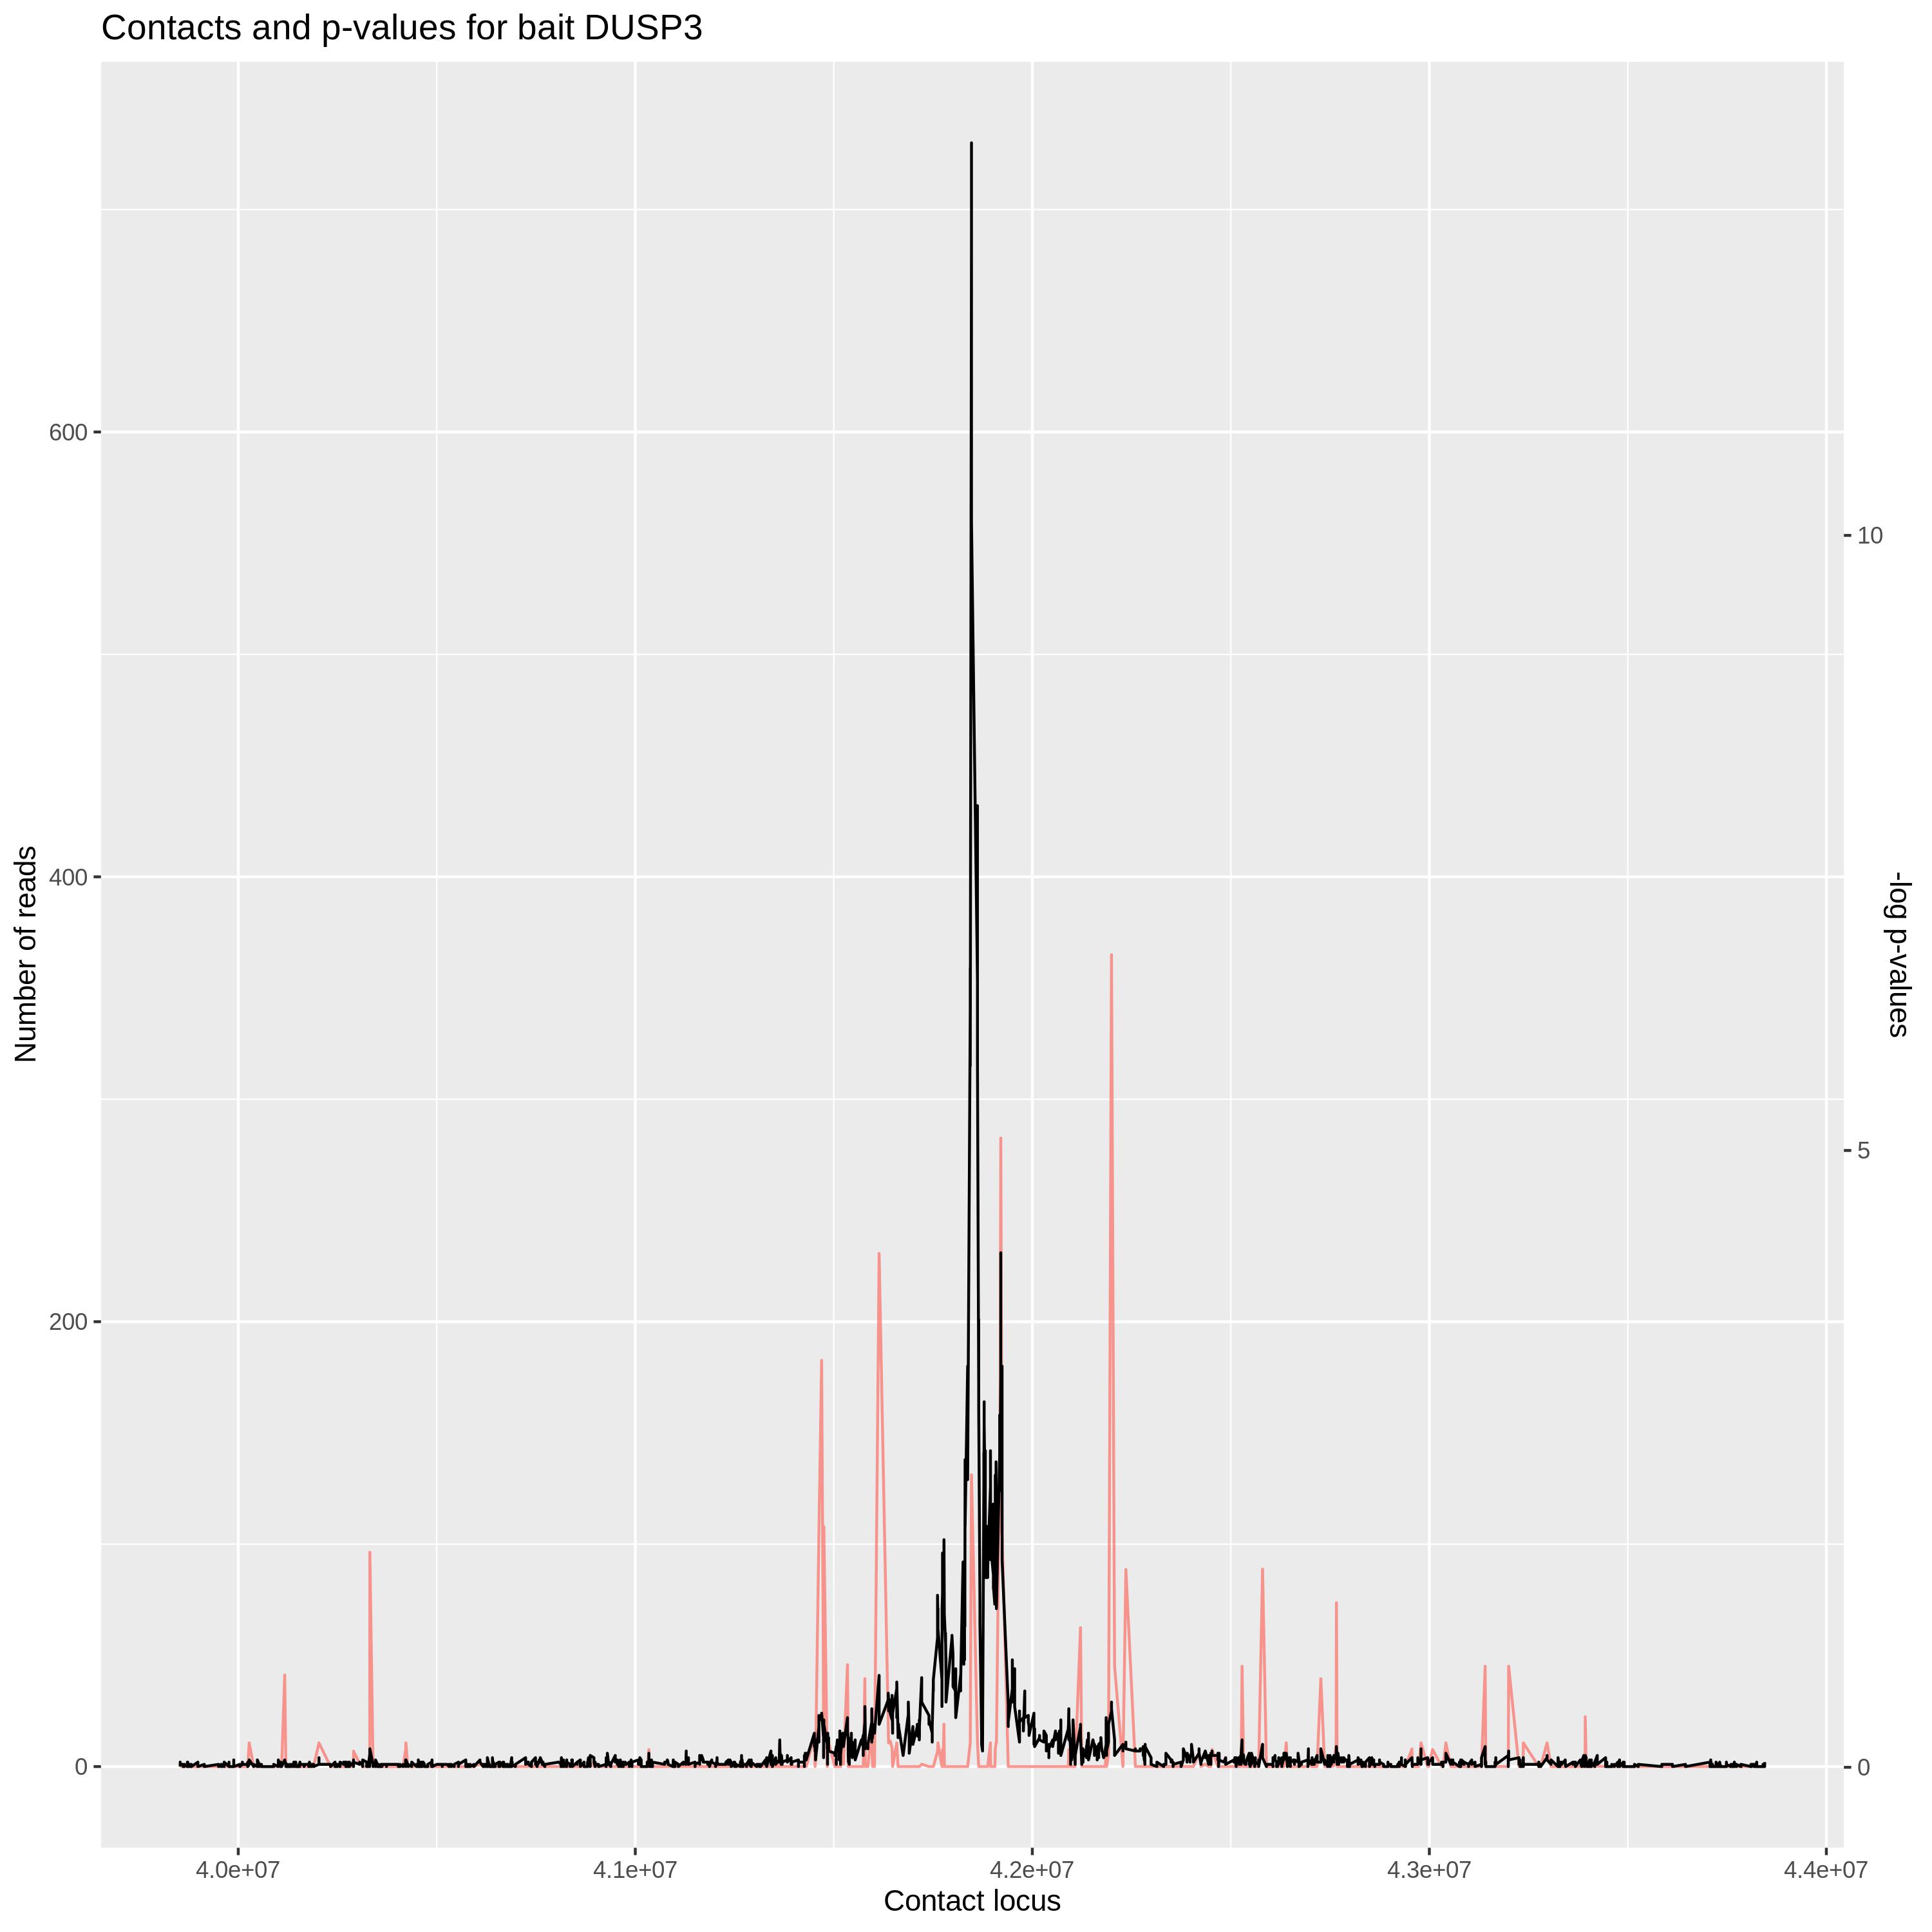 Contacts and p-values for bait DUSP3
600
400
200
0
Number of reads
10
5
0
-log p-values
4.0e+07
4.1e+07
4.2e+07
4.3e+07
4.4e+07
Contact locus